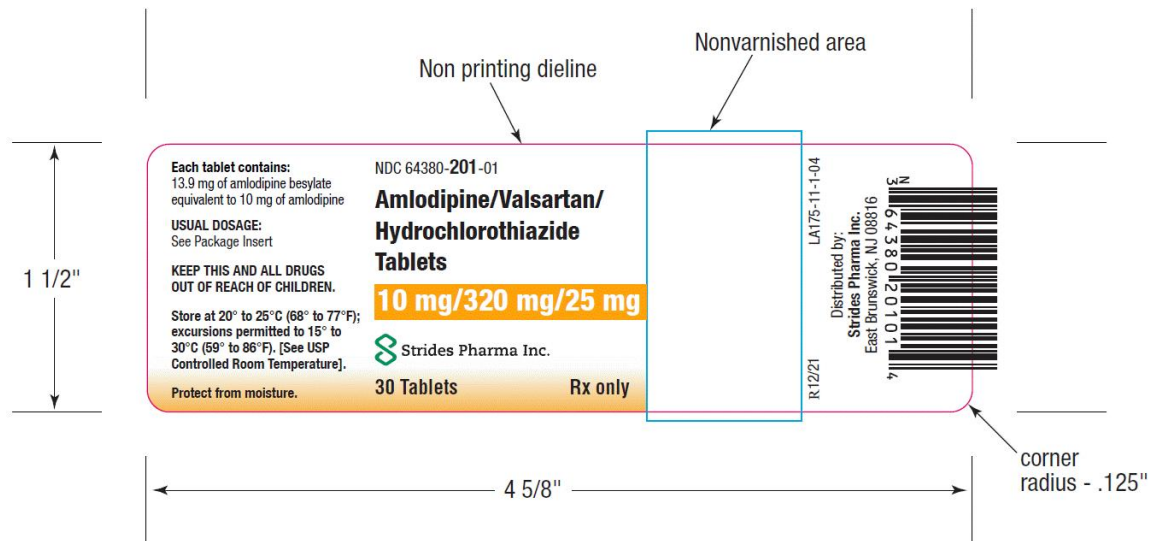 Nonvarnished area
Non printing dieline
Each tablet contains:
13.9 mg of amlodipine besylate
equivalent to 10 mg of amlodipine
USUAL DOSAGE:
See Package Insert
KEEP THIS AND ALL DRUGS
OUT OF REACH OF CHILDREN.
Store at 20° to 25°C (68° to 77°F);
excursions permitted to 15° to
30°C (59° to 86°F). [See USP
Controlled Room Temperature].
Protect from moisture.
NDC 64380-201-01
Amlodipine/Valsartan/
Hydrochlorothiazide
Tablets
10 mg/320 mg/25 mg
Strides Pharma Inc.
30 Tablets Rx only
R 12/21 LA175-11-1-04
Distributed by:
Strides Pharma Inc.
East Brunswick, NJ 08816
N
3 64380 20101 4
1 1/2"
4 5/8"
corner
radius - .125"